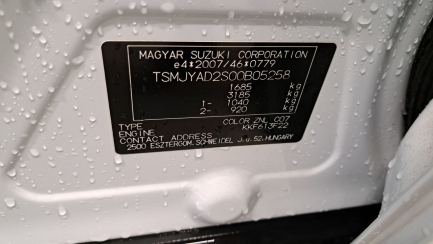 MAGYAR SUZUKI CORPORATION
e4*2007/46*0779
TSMJYAD2S00B05258
1685 kg
3185 kg
1- 1040 kg
2- 920 kg
COLOR ZNL C07
TYPE KKF613F22
ENGINE
CONTACT ADDRESS
2500 ESZTERGOM.SCHWEIDEL J.u.52.HUNGARY